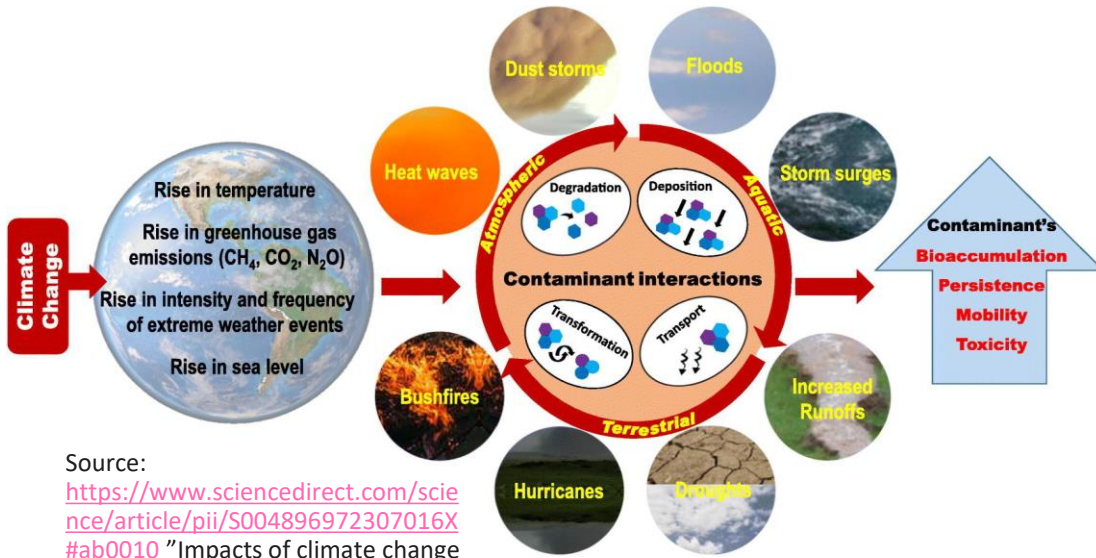 Climate
Change
Rise in temperature
Rise in greenhouse gas
emissions (CH₄, CO₂, N₂O)
Rise in intensity and frequency
of extreme weather events
Rise in sea level
Dust storms
Floods
Heat waves
Storm surges
Atmospheric
Aquatic
Degradation
Deposition
Contaminant interactions
Transformation
Transport
Terrestrial
Bushfires
Increased
Runoffs
Hurricanes
Droughts
Contaminant's
Bioaccumulation
Persistence
Mobility
Toxicity
Source:
https://www.sciencedirect.com/scie
nce/article/pii/S004896972307016X
#ab0010 ”Impacts of climate change